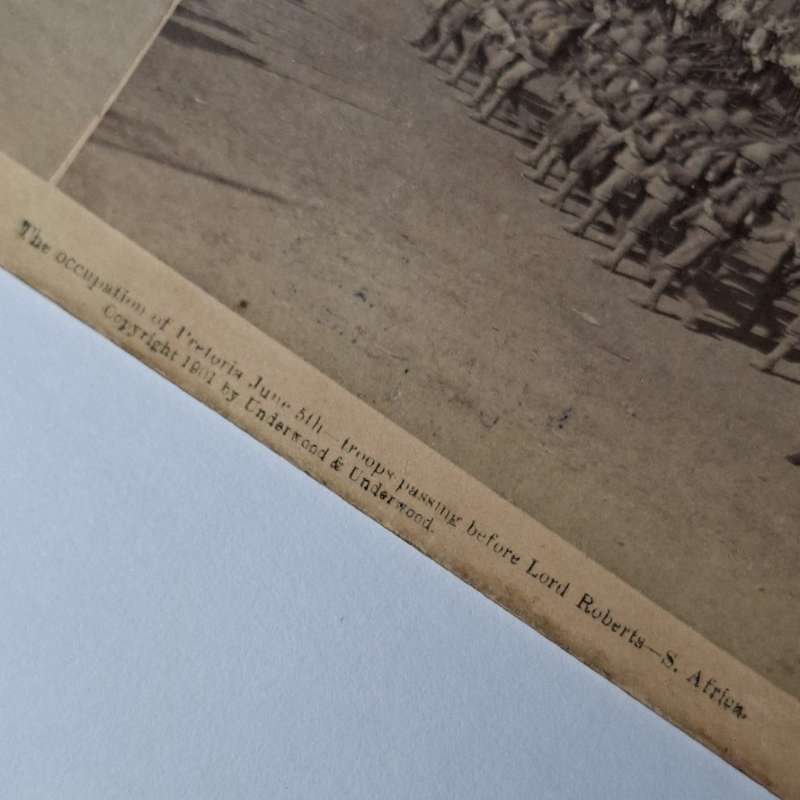 The occupation of Pretoria June 5th—troops passing before Lord Roberts—S. Africa.
Copyright 1901 by Underwood & Underwood.